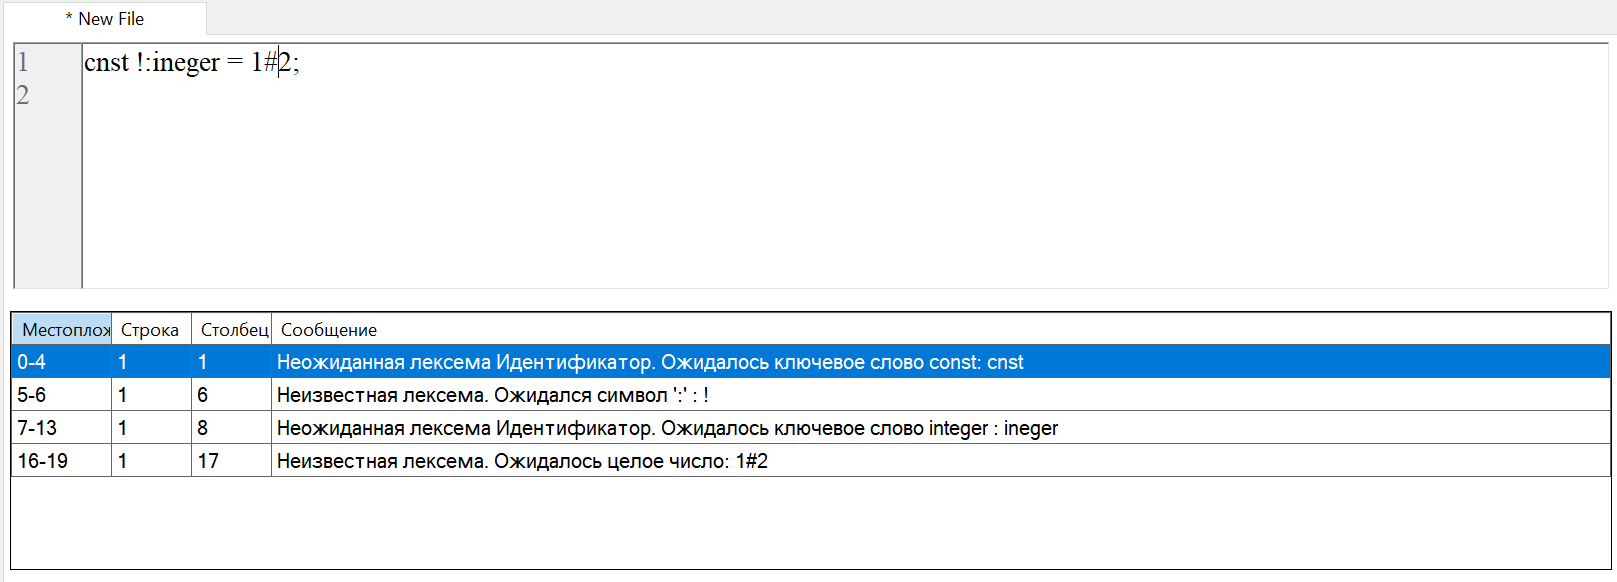 * New File
1 cnst !:ineger = 1#2;
2
Местополож Строка Столбец Сообщение
0-4 1 1 Неожиданная лексема Идентификатор. Ожидалось ключевое слово const: cnst
5-6 1 6 Неизвестная лексема. Ожидался символ ':' : !
7-13 1 8 Неожиданная лексема Идентификатор. Ожидалось ключевое слово integer : ineger
16-19 1 17 Неизвестная лексема. Ожидалось целое число: 1#2